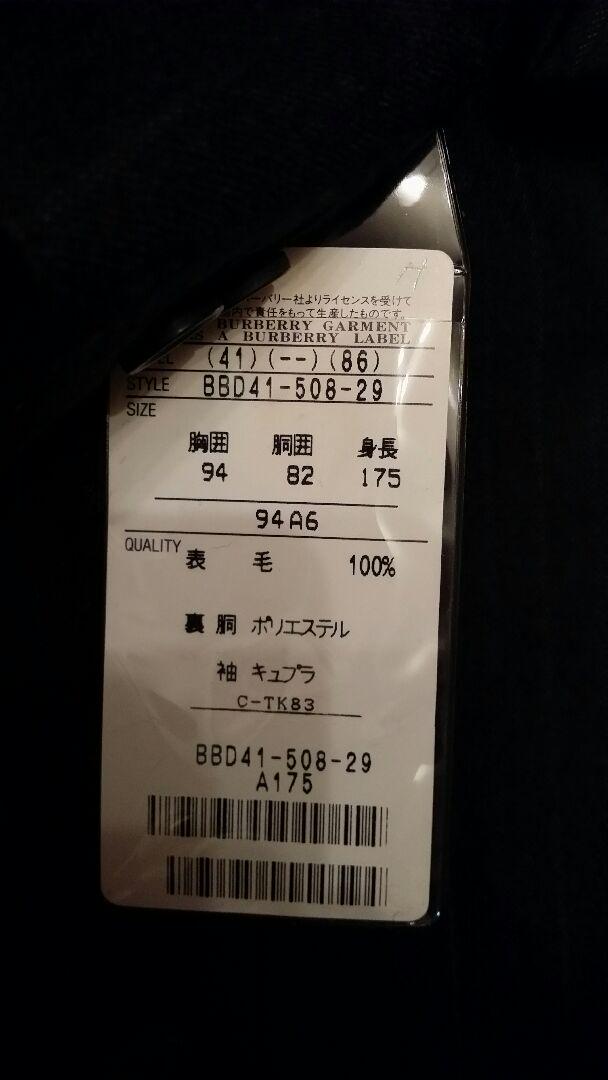 バーバリー社よりライセンスを受けて
内で責任をもって生産したものです。
BURBERRY GARMENT
A BURBERRY LABEL
(41)(--)(86)
STYLE BBD41-508-29
SIZE
胸囲 胴囲 身長
94 82 175
94A6
QUALITY 表 毛 100%
裏 胴 ポリエステル
袖 キュプラ
C-TK83
BBD41-508-29
A175